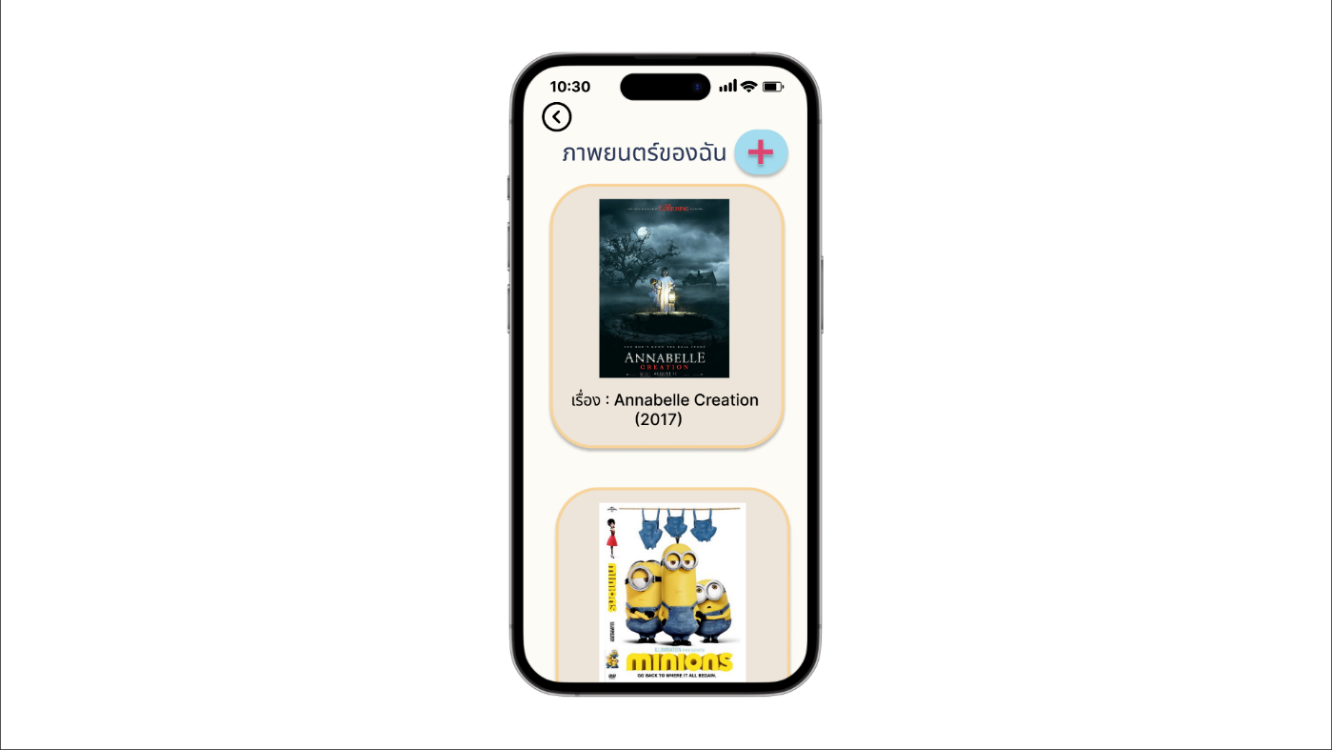 10:30
ภาพยนตร์ของฉัน
ANNABELLE
CREATION
เรื่อง : Annabelle Creation
(2017)
MINIONS
GO BACK TO WHERE IT ALL BEGAN.